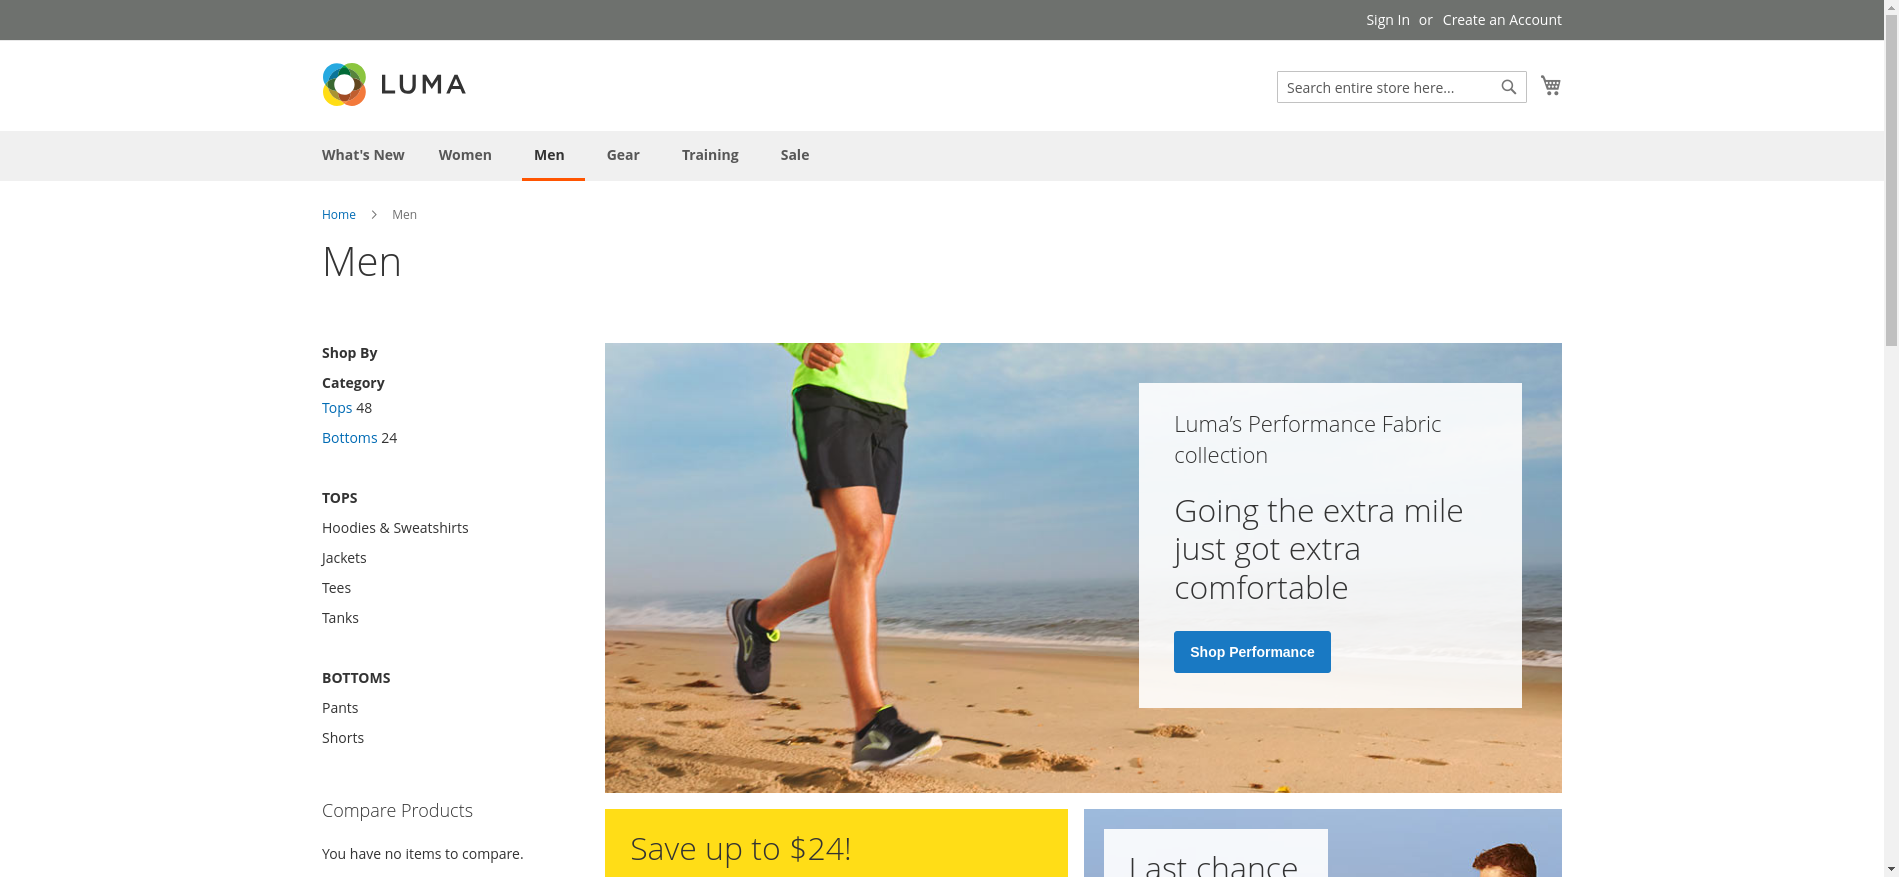 Sign In or Create an Account
LUMA
Search entire store here...
What's New Women Men Gear Training Sale
Home Men
Men
Shop By
Category
Tops 48
Bottoms 24
TOPS
Hoodies & Sweatshirts
Jackets
Tees
Tanks
BOTTOMS
Pants
Shorts
Compare Products
You have no items to compare.
Luma’s Performance Fabric
collection
Going the extra mile
just got extra
comfortable
Shop Performance
Save up to $24!
Last chance